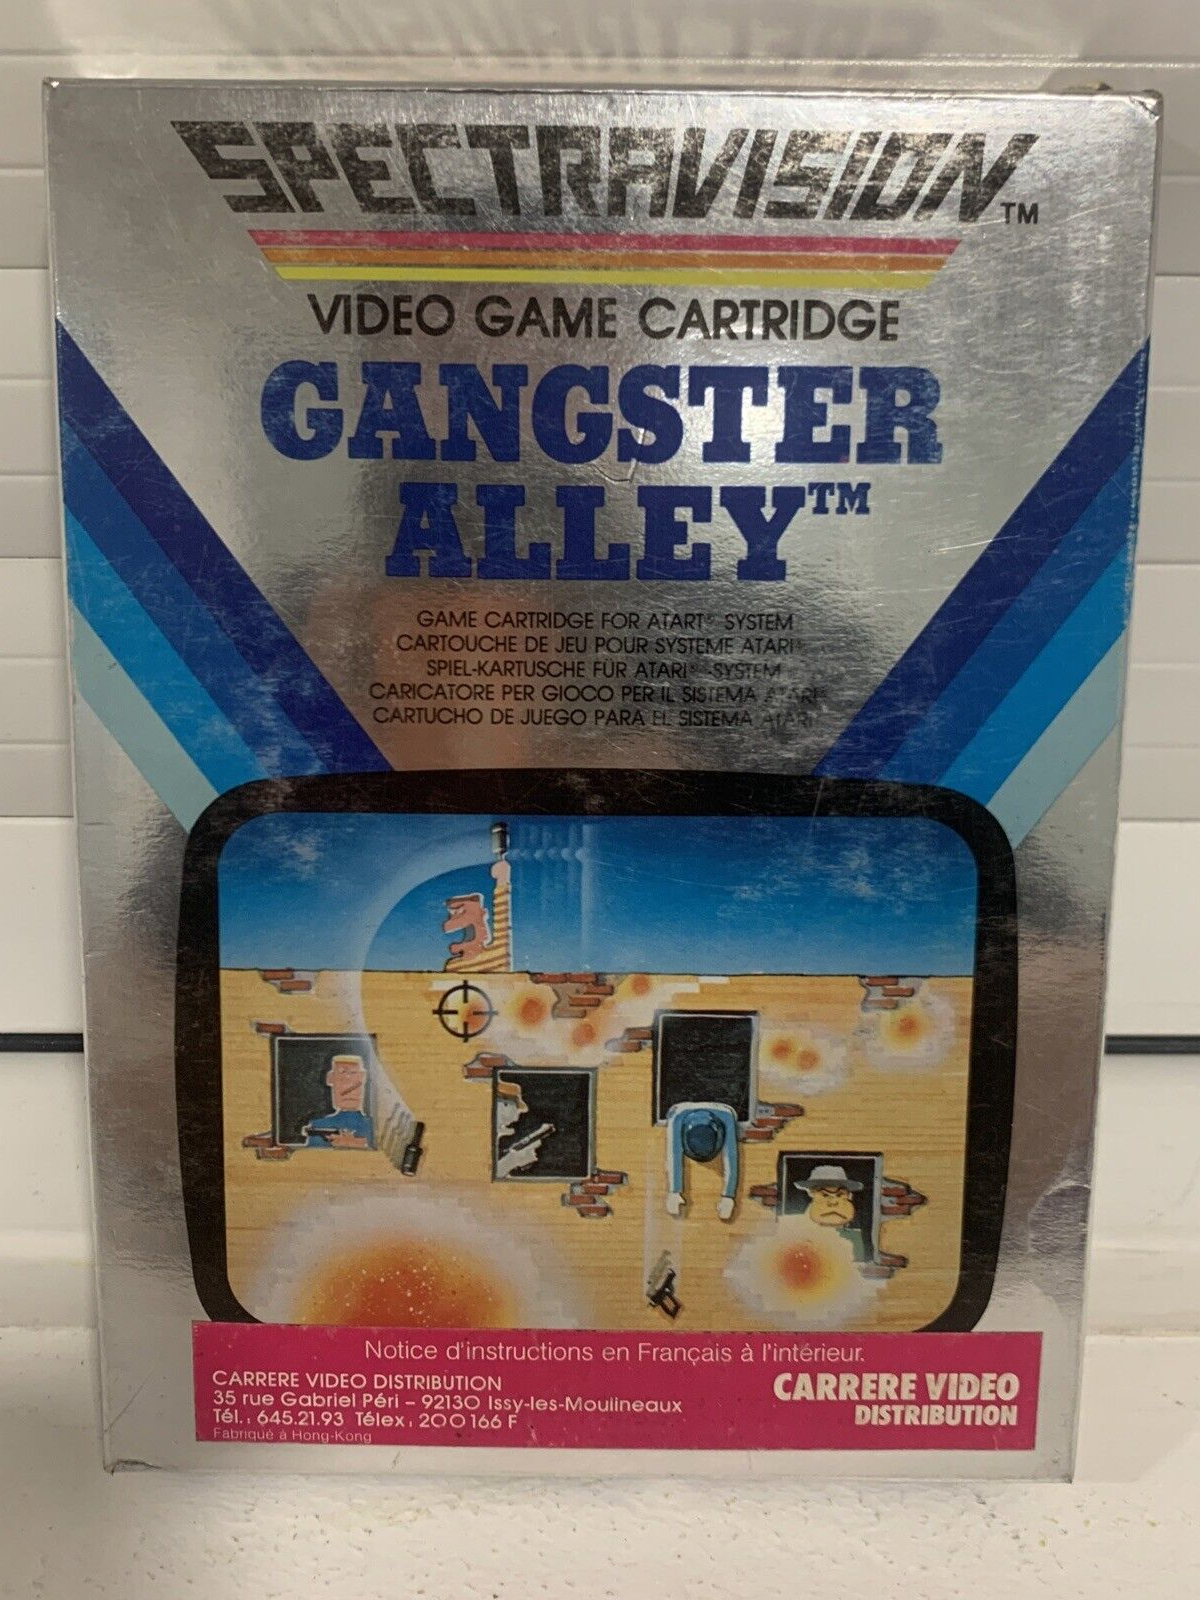 SPECTRAVISION™
VIDEO GAME CARTRIDGE
GANGSTER
ALLEY™
GAME CARTRIDGE FOR ATARI® SYSTEM
CARTOUCHE DE JEU POUR SYSTEME ATARI®
SPIEL-KARTUSCHE FÜR ATARI®-SYSTEM
CARICATORE PER GIOCO PER IL SISTEMA ATARI®
CARTUCHO DE JUEGO PARA EL SISTEMA ATARI
Notice d'instructions en Français à l'intérieur.
CARRERE VIDEO DISTRIBUTION
35 rue Gabriel Péri – 92130 Issy-les-Moulineaux
Tél.: 645.21.93 Télex: 200166 F
Fabriqué à Hong-Kong
CARRERE VIDEO
DISTRIBUTION